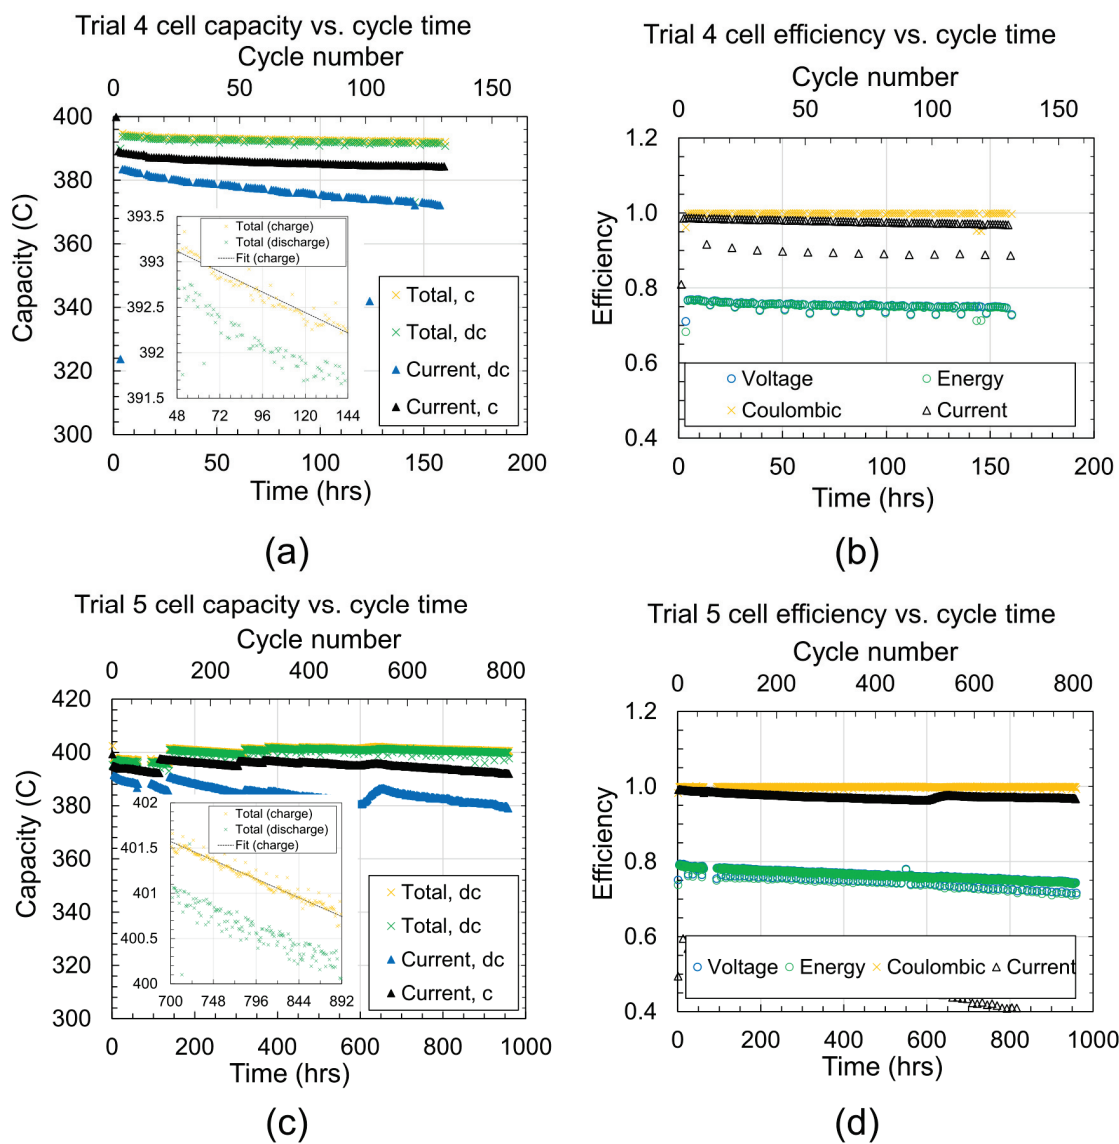 Trial 4 cell capacity vs. cycle time
Cycle number
0 50 100 150
400
380
360
340
320
300
Capacity (C)
393.5
393
392.5
392
391.5
48 72 96 120 144
Total (charge)
Total (discharge)
Fit (charge)
Total, c
Total, dc
Current, dc
Current, c
0 50 100 150 200
Time (hrs)
(a)
Trial 4 cell efficiency vs. cycle time
Cycle number
0 50 100 150
1.2
1.0
0.8
0.6
0.4
Efficiency
Voltage Energy
Coulombic Current
0 50 100 150 200
Time (hrs)
(b)
Trial 5 cell capacity vs. cycle time
Cycle number
0 200 400 600 800
420
400
380
360
340
320
300
Capacity (C)
402
401.5
401
400.5
400
700 748 796 844 892
Total (charge)
Total (discharge)
Fit (charge)
Total, dc
Total, dc
Current, dc
Current, c
0 200 400 600 800 1000
Time (hrs)
(c)
Trial 5 cell efficiency vs. cycle time
Cycle number
0 200 400 600 800
1.2
1.0
0.8
0.6
0.4
Efficiency
Voltage Energy Coulombic Current
0 200 400 600 800 1000
Time (hrs)
(d)